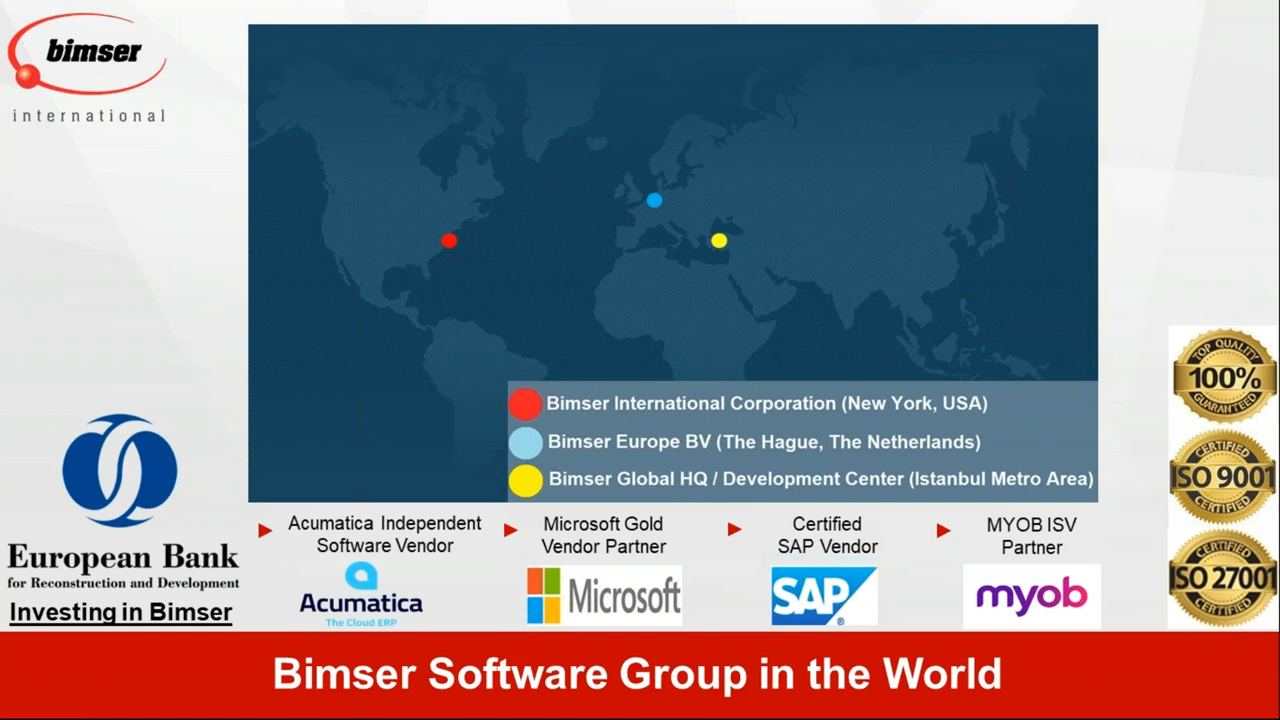 bimser
international
Bimser International Corporation (New York, USA)
Bimser Europe BV (The Hague, The Netherlands)
Bimser Global HQ / Development Center (Istanbul Metro Area)
European Bank
for Reconstruction and Development
Investing in Bimser
Acumatica Independent
Software Vendor
Acumatica
The Cloud ERP
Microsoft Gold
Vendor Partner
Microsoft
Certified
SAP Vendor
SAP
®
MYOB ISV
Partner
myob
TOP QUALITY
100%
GUARANTEED
CERTIFIED
ISO 9001
CERTIFIED
CERTIFIED
ISO 27001
CERTIFIED
Bimser Software Group in the World